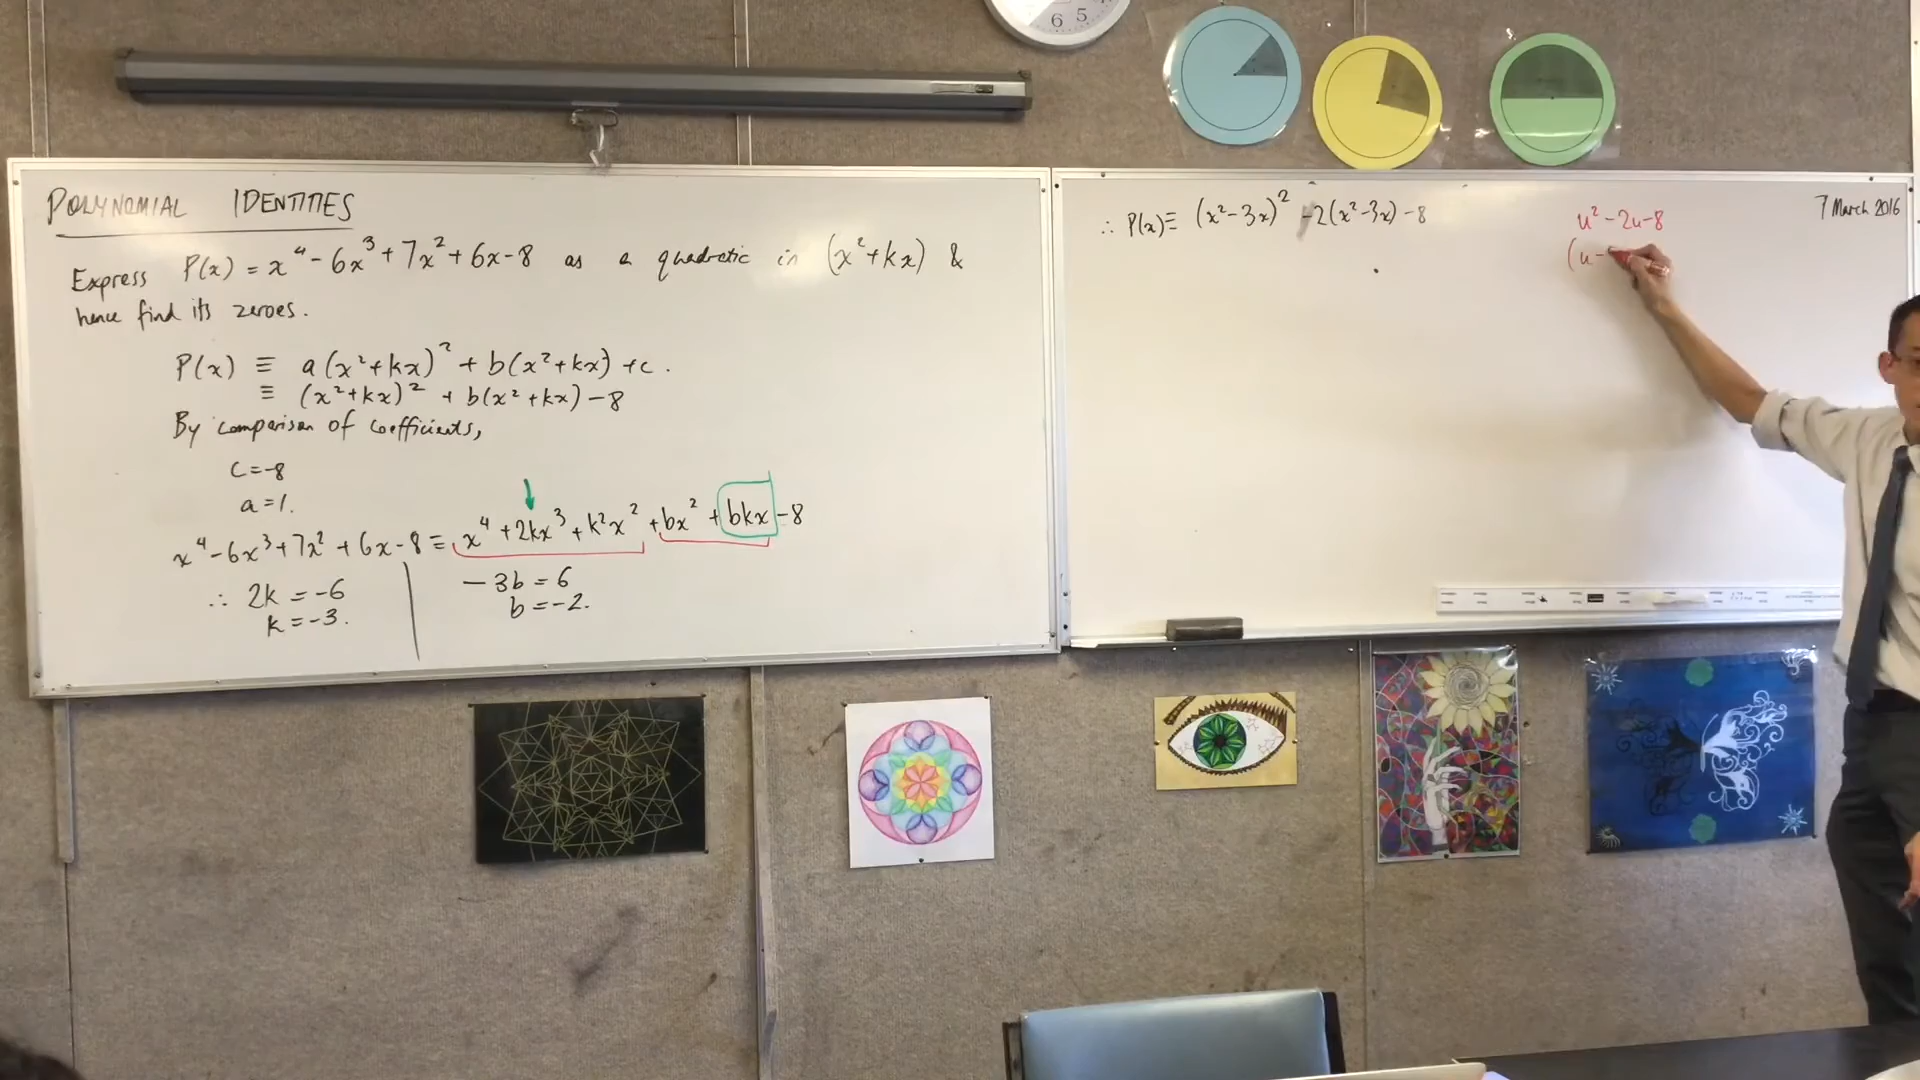 POLYNOMIAL IDENTITIES
Express P(x) = x⁴ - 6x³ + 7x² + 6x - 8 as a quadratic in (x² + kx) &
hence find its zeroes.
P(x) ≡ a(x² + kx)² + b(x² + kx) + c.
≡ (x² + kx)² + b(x² + kx) - 8
By comparison of coefficients,
c = -8
a = 1.
x⁴ - 6x³ + 7x² + 6x - 8 ≡ x⁴ + 2kx³ + k²x² + bx² + bkx - 8
∴ 2k = -6
k = -3.
- 3b = 6
b = -2.
∴ P(x) ≡ (x² - 3x)² - 2(x² - 3x) - 8
u² - 2u - 8
(u -
7 March 2016
6 5